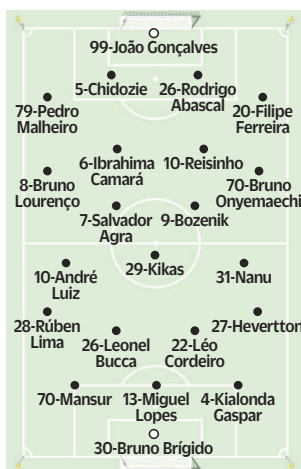 99-João Gonçalves
5-Chidozie
26-Rodrigo
Abascal
79-Pedro
Malheiro
20-Filipe
Ferreira
6-Ibrahima
Camará
10-Reisinho
8-Bruno
Lourenço
70-Bruno
Onyemaechi
7-Salvador
Agra
9-Bozenik
29-Kikas
10-André
Luiz
31-Nanu
28-Rúben
Lima
27-Hevertton
26-Leonel
Bucca
22-Léo
Cordeiro
70-Mansur
13-Miguel
Lopes
4-Kialonda
Gaspar
30-Bruno Brígido